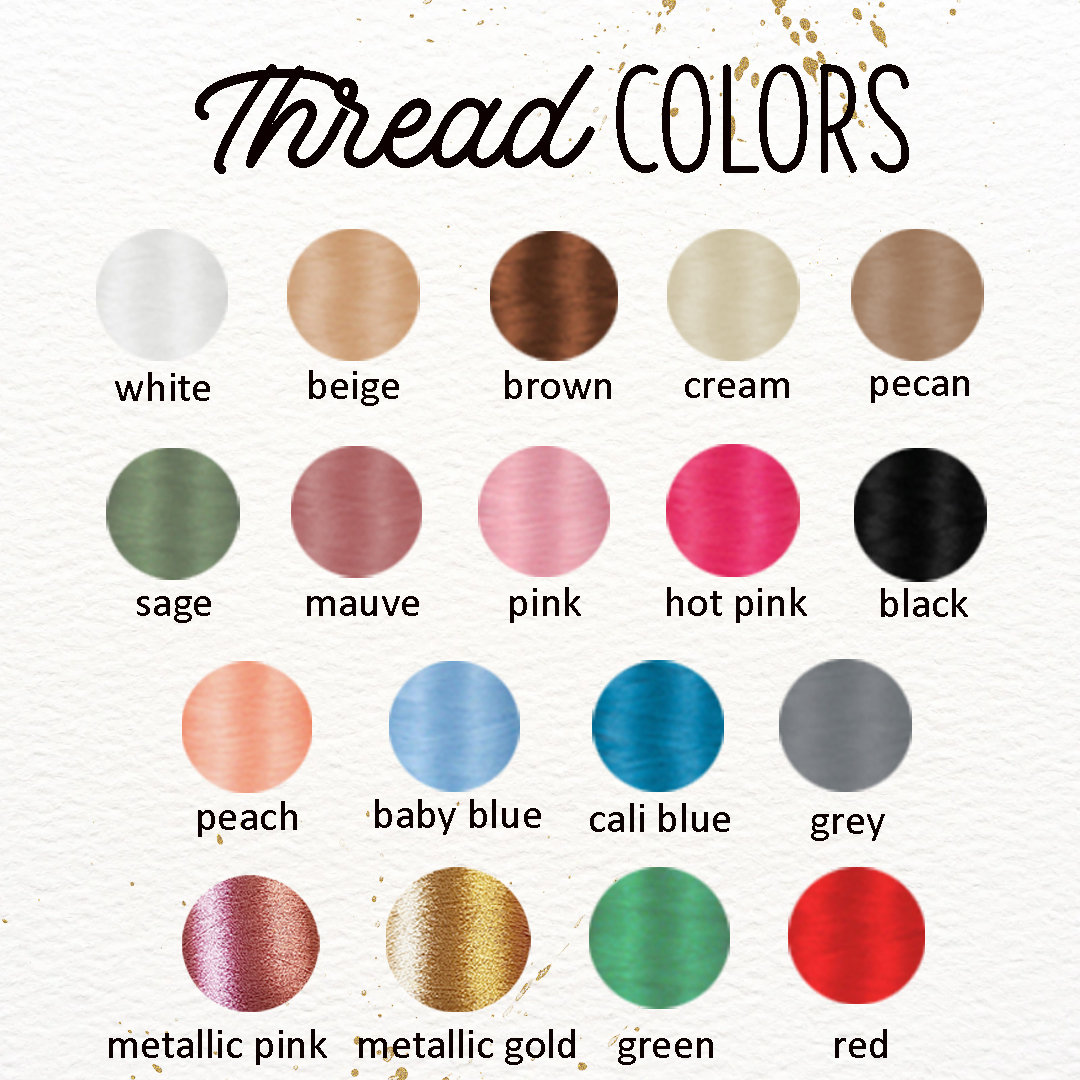 Thread COLORS
white beige brown cream pecan
sage mauve pink hot pink black
peach baby blue cali blue grey
metallic pink metallic gold green red